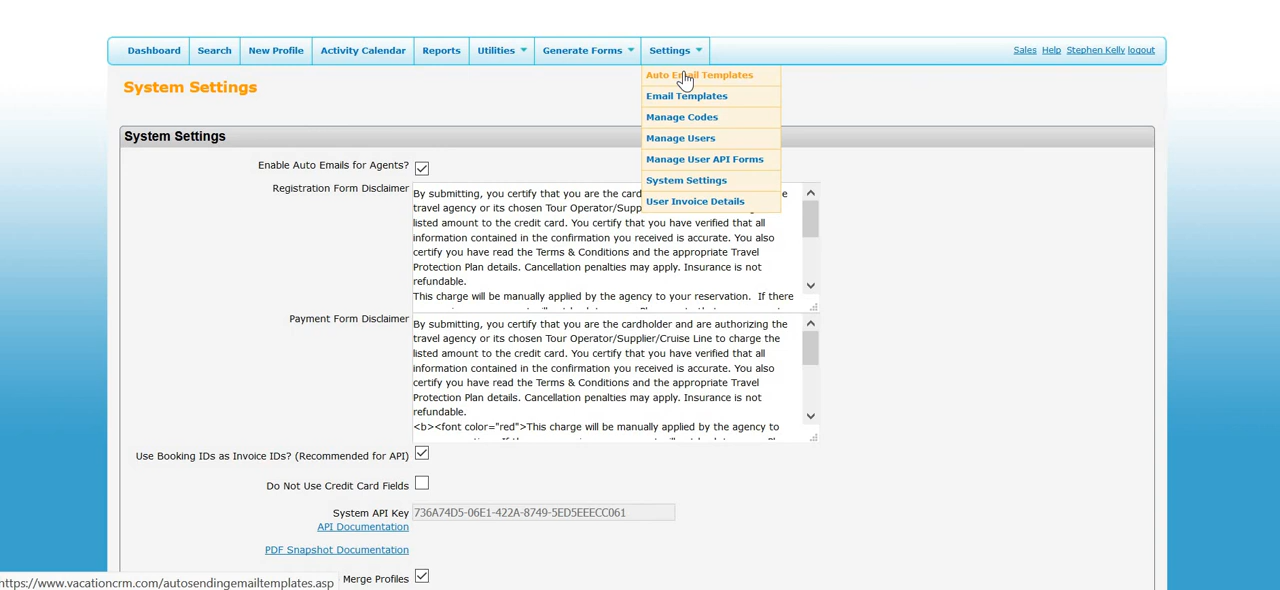 Dashboard Search New Profile Activity Calendar Reports Utilities Generate Forms Settings Sales Help Stephen Kelly logout
Auto Email Templates
Email Templates
Manage Codes
Manage Users
Manage User API Forms
System Settings
User Invoice Details
System Settings
System Settings
Enable Auto Emails for Agents?
Registration Form Disclaimer
By submitting, you certify that you are the card e
travel agency or its chosen Tour Operator/Sup
listed amount to the credit card. You certify that you have verified that all
information contained in the confirmation you received is accurate. You also
certify you have read the Terms & Conditions and the appropriate Travel
Protection Plan details. Cancellation penalties may apply. Insurance is not
refundable.
This charge will be manually applied by the agency to your reservation. If there
Payment Form Disclaimer
By submitting, you certify that you are the cardholder and are authorizing the
travel agency or its chosen Tour Operator/Supplier/Cruise Line to charge the
listed amount to the credit card. You certify that you have verified that all
information contained in the confirmation you received is accurate. You also
certify you have read the Terms & Conditions and the appropriate Travel
Protection Plan details. Cancellation penalties may apply. Insurance is not
refundable.
<b><font color="red">This charge will be manually applied by the agency to
Use Booking IDs as Invoice IDs? (Recommended for API)
Do Not Use Credit Card Fields
System API Key 736A74D5-06E1-422A-8749-5ED5EEECC061
API Documentation
PDF Snapshot Documentation
Merge Profiles
https://www.vacationcrm.com/autosendingemailtemplates.asp